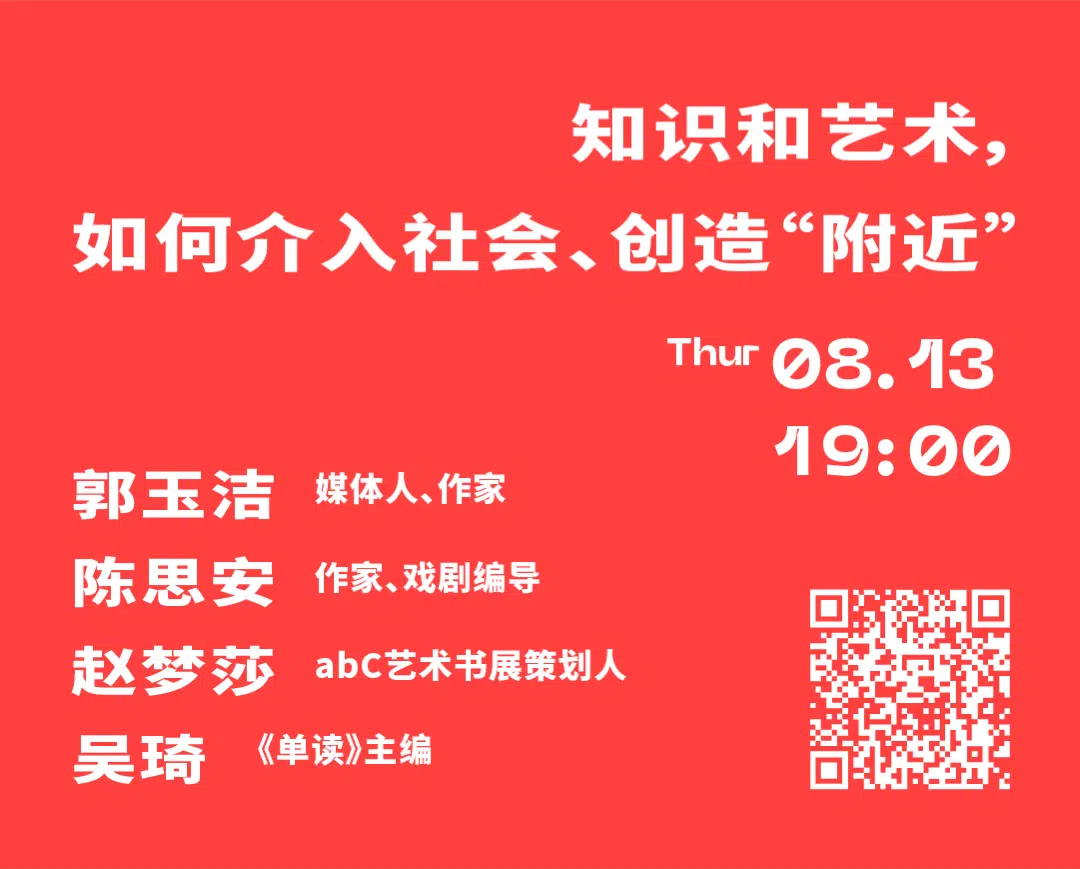 知识和艺术，
如何介入社会、创造“附近”
Thur 08.13
19:00
郭玉洁 媒体人、作家
陈思安 作家、戏剧编导
赵梦莎 abC艺术书展策划人
吴琦 《单读》主编